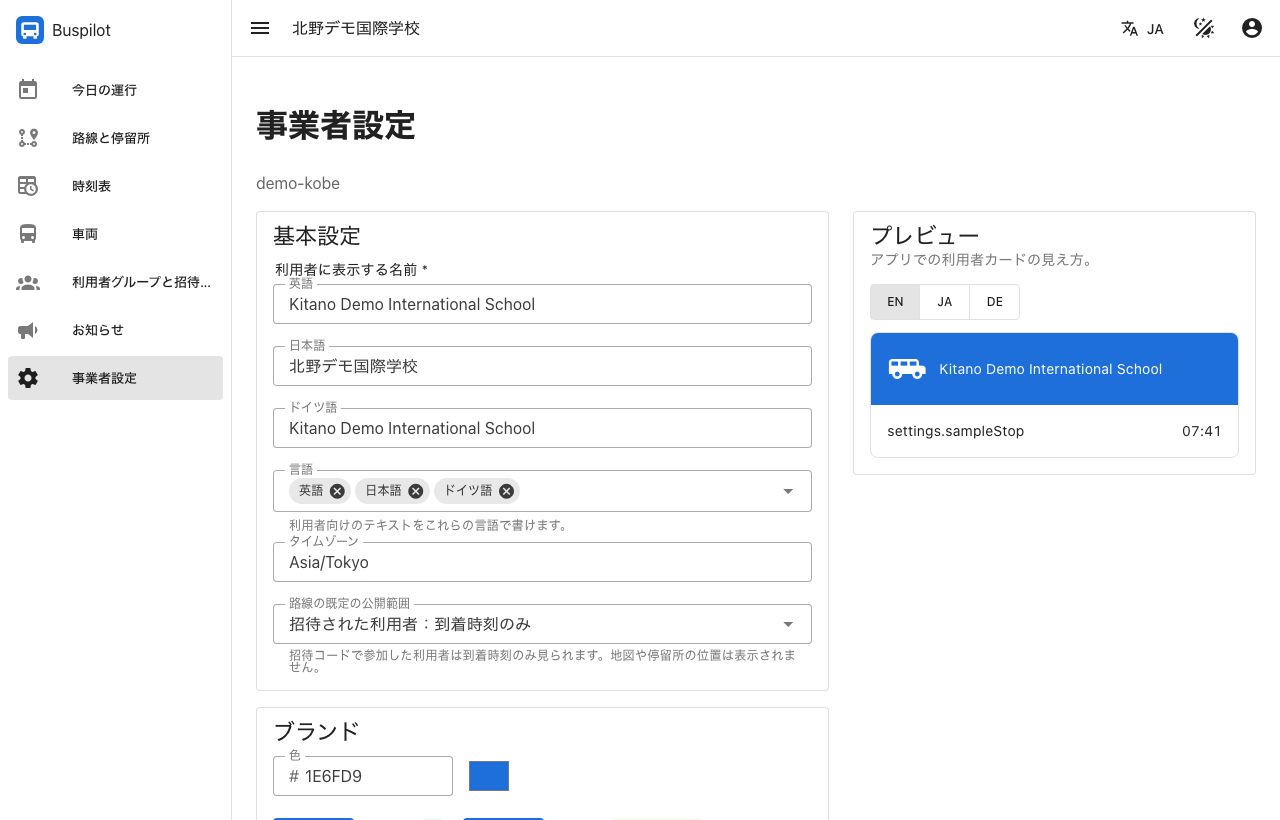 Buspilot
北野デモ国際学校
JA
今日の運行
路線と停留所
時刻表
車両
利用者グループと招待...
お知らせ
事業者設定
事業者設定
demo-kobe
基本設定
利用者に表示する名前 *
英語
Kitano Demo International School
日本語
北野デモ国際学校
ドイツ語
Kitano Demo International School
言語
英語 日本語 ドイツ語
利用者向けのテキストをこれらの言語で書けます。
タイムゾーン
Asia/Tokyo
路線の既定の公開範囲
招待された利用者：到着時刻のみ
招待コードで参加した利用者は到着時刻のみ見られます。地図や停留所の位置は表示されま
せん。
ブランド
色
# 1E6FD9
プレビュー
アプリでの利用者カードの見え方。
EN JA DE
Kitano Demo International School
settings.sampleStop 07:41